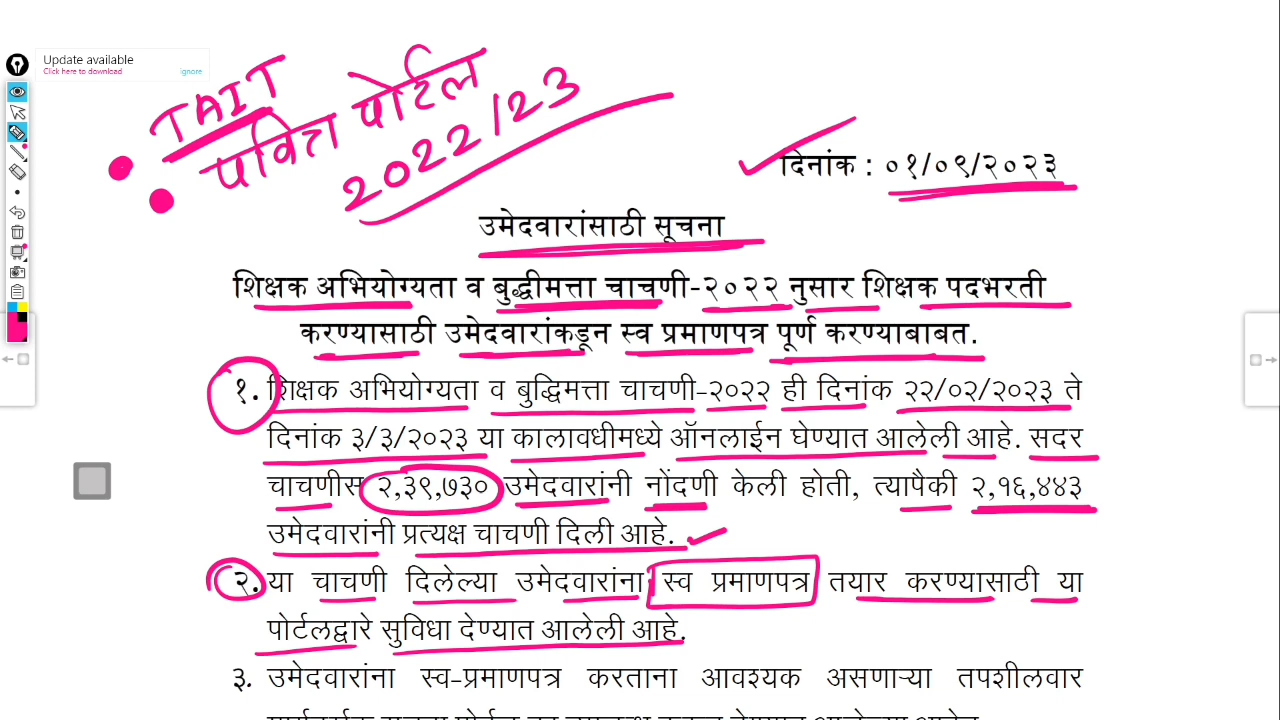 Update available
Click here to download ignore
TAIT
पवित्र पोर्टल
2022/23
दिनांक : ०१/०९/२०२३
उमेदवारांसाठी सूचना
शिक्षक अभियोग्यता व बुद्धीमत्ता चाचणी-२०२२ नुसार शिक्षक पदभरती
करण्यासाठी उमेदवारांकडून स्व प्रमाणपत्र पूर्ण करण्याबाबत.
१. शिक्षक अभियोग्यता व बुद्धिमत्ता चाचणी-२०२२ ही दिनांक २२/०२/२०२३ ते
दिनांक ३/३/२०२३ या कालावधीमध्ये ऑनलाईन घेण्यात आलेली आहे. सदर
चाचणीस २,३९,७३० उमेदवारांनी नोंदणी केली होती, त्यापैकी २,१६,४४३
उमेदवारांनी प्रत्यक्ष चाचणी दिली आहे.
२. या चाचणी दिलेल्या उमेदवारांना स्व प्रमाणपत्र तयार करण्यासाठी या
पोर्टलद्वारे सुविधा देण्यात आलेली आहे.
३. उमेदवारांना स्व-प्रमाणपत्र करताना आवश्यक असणाऱ्या तपशीलवार